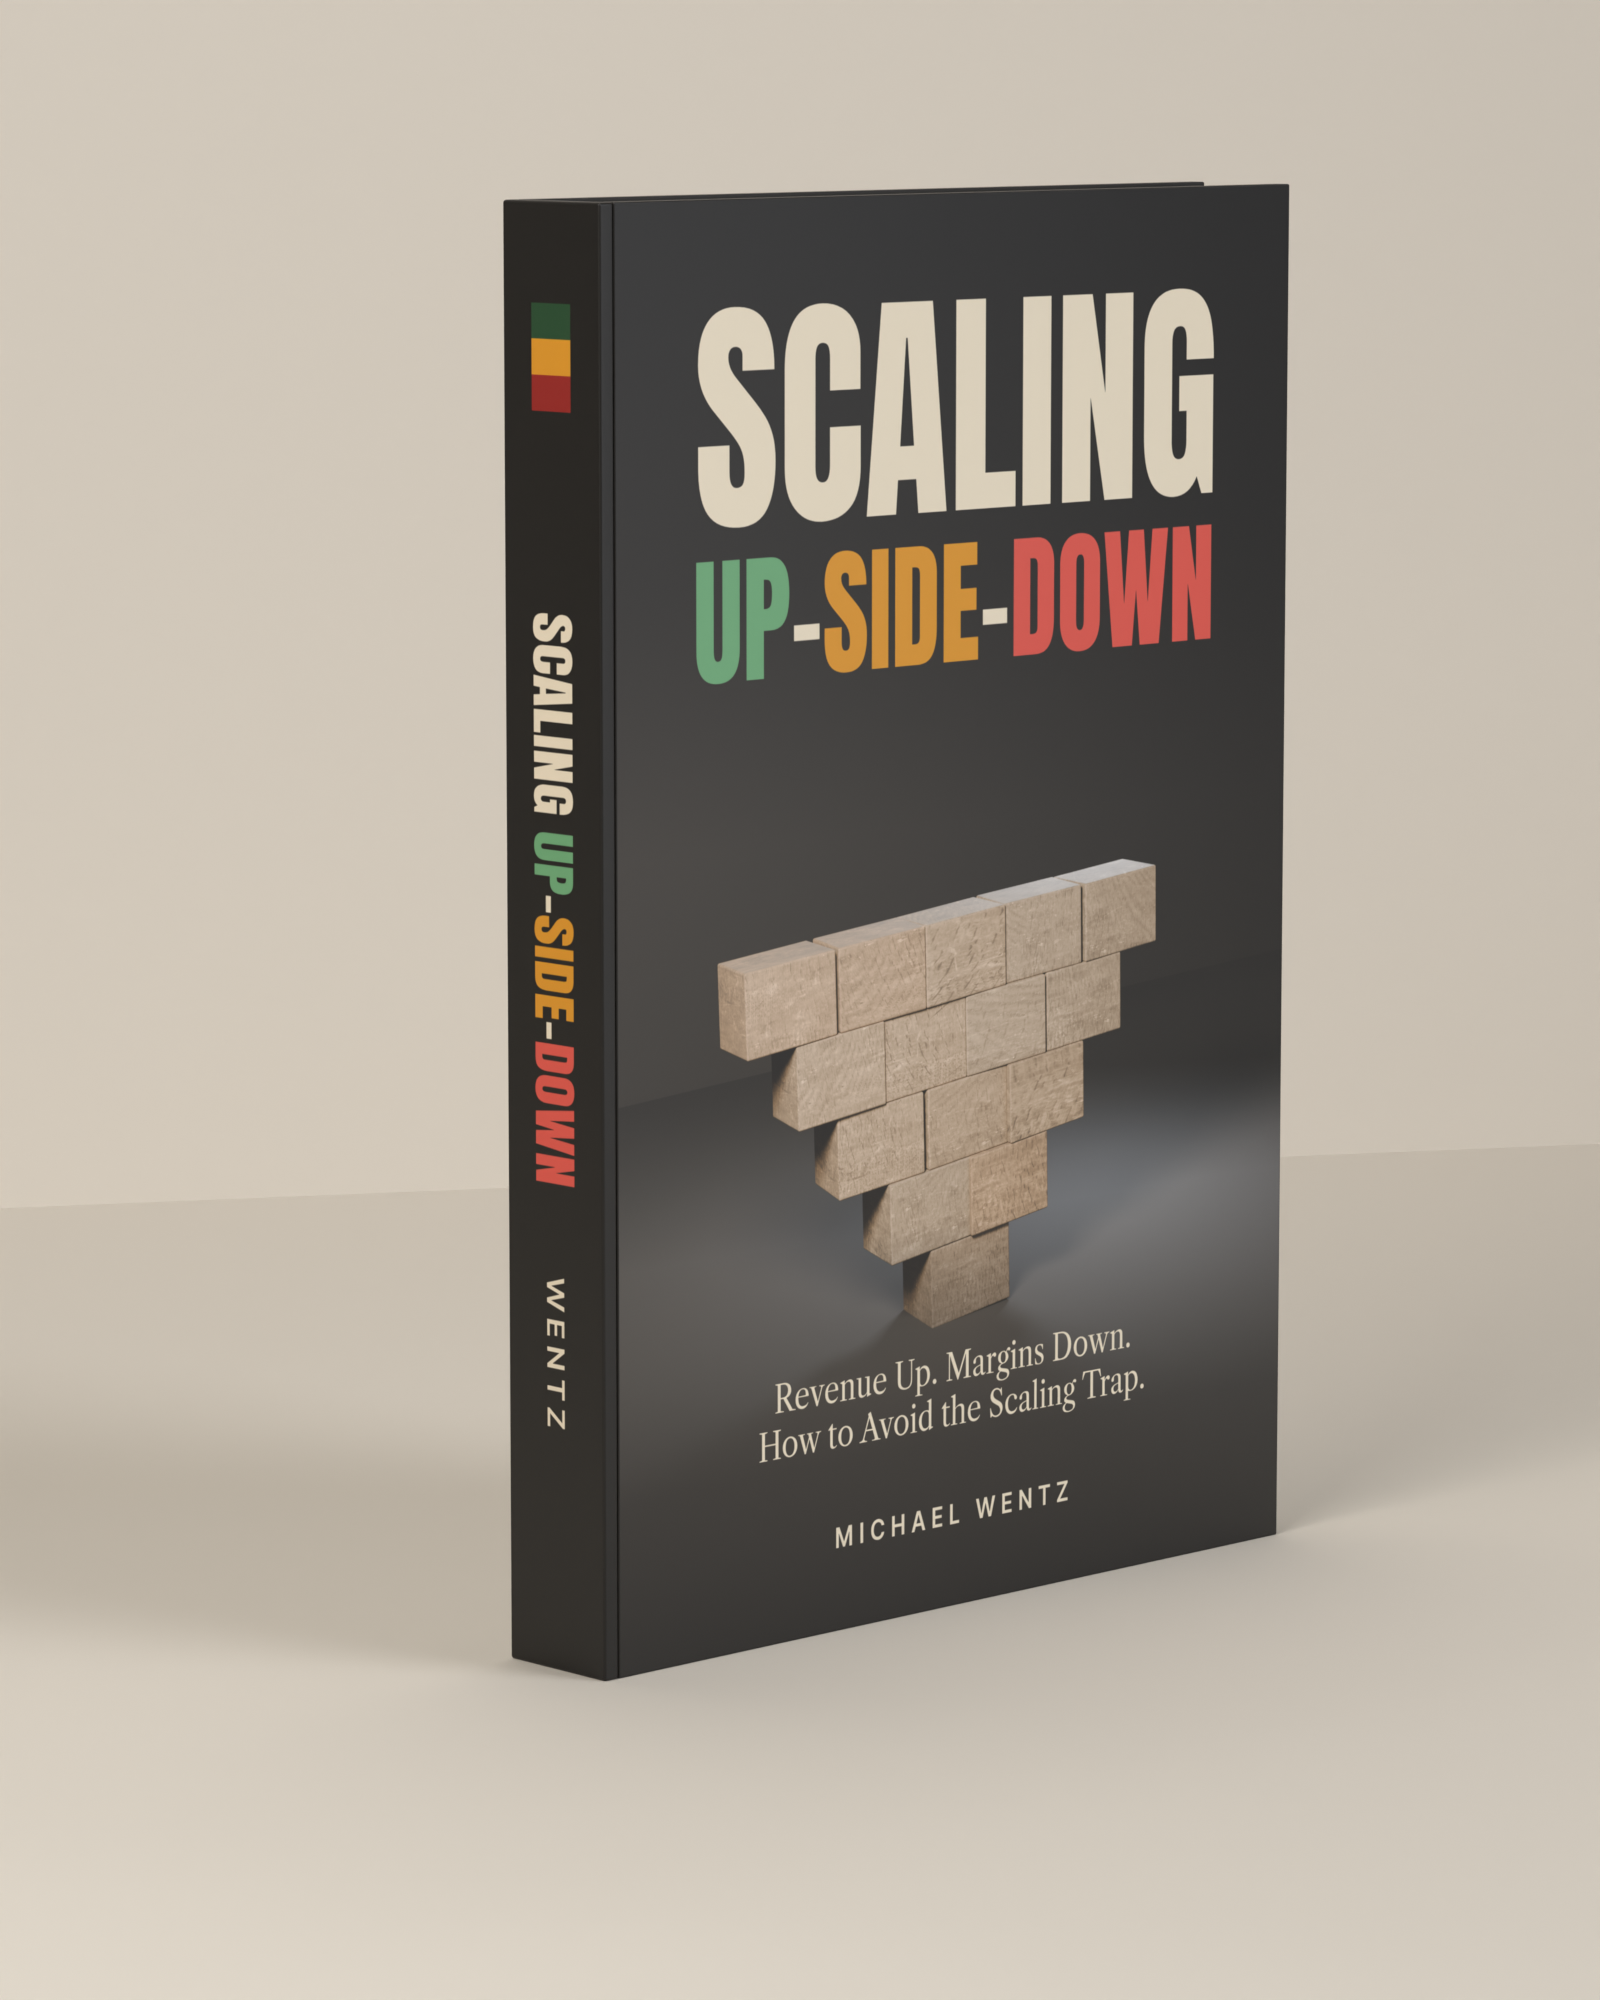 SCALING
UP-SIDE-DOWN
Revenue Up. Margins Down.
How to Avoid the Scaling Trap.
MICHAEL WENTZ
SCALING UP-SIDE-DOWN
WENTZ